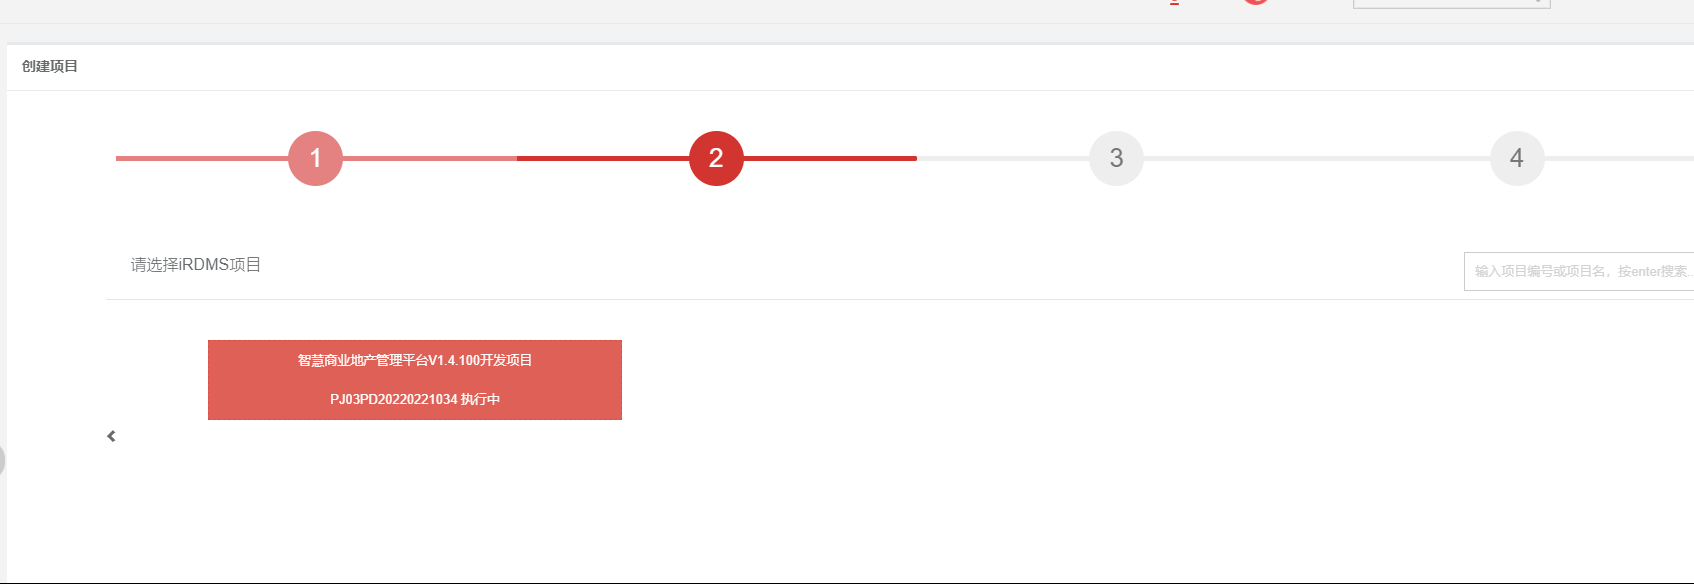 创建项目
1
2
3
4
请选择iRDMS项目
输入项目编号或项目名，按enter搜索...
智慧商业地产管理平台V1.4.100开发项目
PJ03PD20220221034 执行中